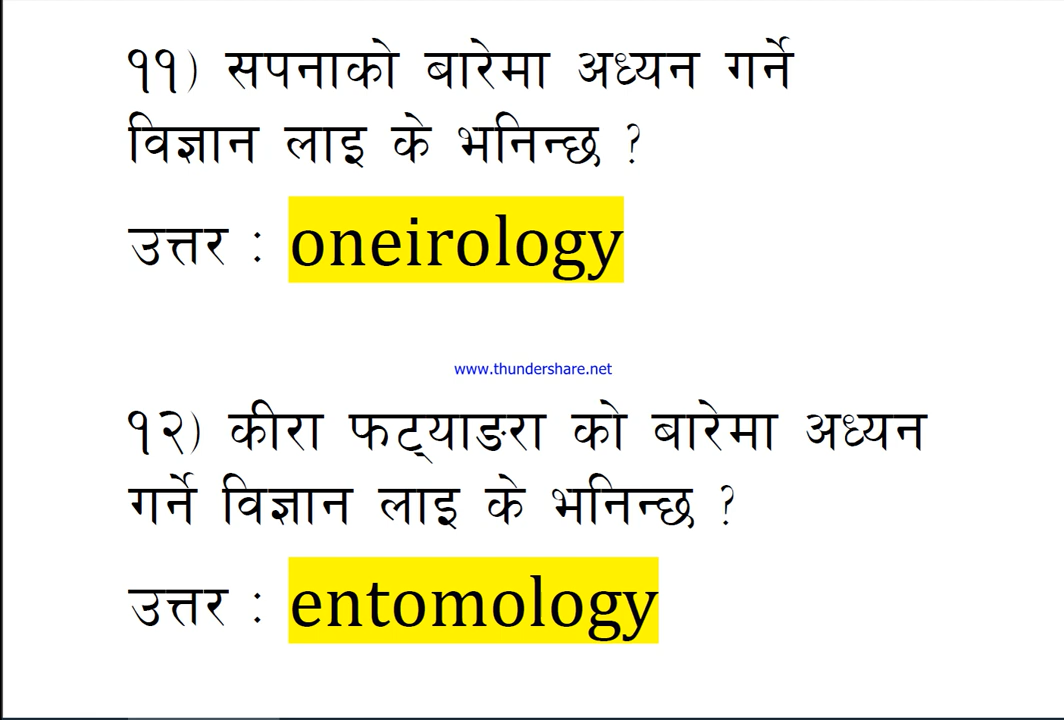 ११) सपनाको बारेमा अध्यन गर्ने
विज्ञान लाइ के भनिन्छ ?
उत्तर : oneirology
www.thundershare.net
१२) कीरा फट्याङरा को बारेमा अध्यन
गर्ने विज्ञान लाइ के भनिन्छ ?
उत्तर : entomology